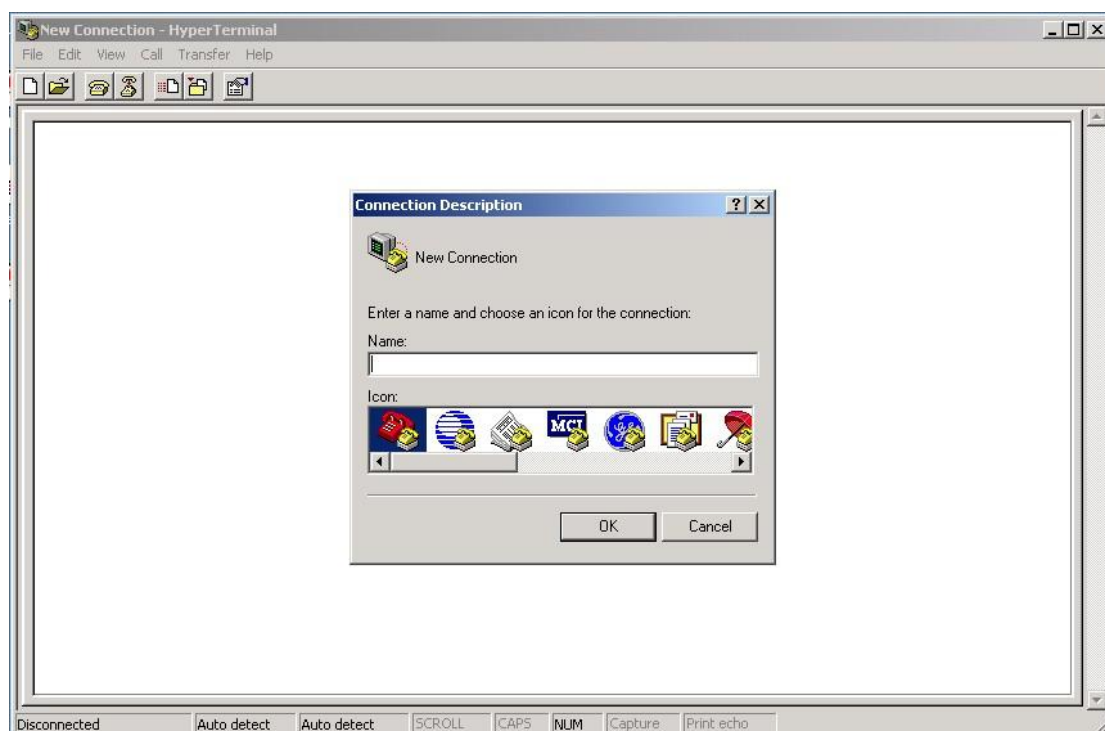 New Connection - HyperTerminal
File Edit View Call Transfer Help
Connection Description
New Connection
Enter a name and choose an icon for the connection:
Name:
Icon:
MCI
OK Cancel
Disconnected Auto detect Auto detect SCROLL CAPS NUM Capture Print echo